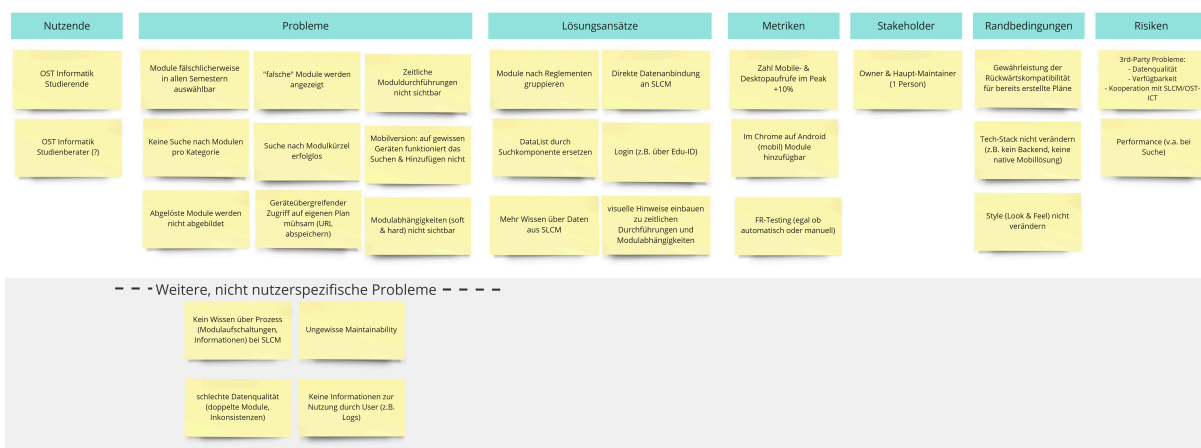 Nutzende
OST Informatik
Studierende
OST Informatik
Studienberater (?)
Probleme
Module fälschlicherweise
in allen Semestern
auswählbar
"falsche" Module werden
angezeigt
Zeitliche
Moduldurchführungen
nicht sichtbar
Keine Suche nach Modulen
pro Kategorie
Suche nach Modulkürzel
erfolglos
Mobilversion: auf gewissen
Geräten funktioniert das
Suchen & Hinzufügen nicht
Abgelöste Module werden
nicht abgebildet
Geräteübergreifender
Zugriff auf eigenen Plan
mühsam (URL
abspeichern)
Modulabhängigkeiten (soft
& hard) nicht sichtbar
Lösungsansätze
Module nach Reglementen
gruppieren
Direkte Datenanbindung
an SLCM
DataList durch
Suchkomponente ersetzen
Login (z.B. über Edu-ID)
Mehr Wissen über Daten
aus SLCM
visuelle Hinweise einbauen
zu zeitlichen
Durchführungen und
Modulabhängigkeiten
Metriken
Zahl Mobile- &
Desktopaufrufe im Peak
+10%
Im Chrome auf Android
(mobil) Module
hinzufügbar
FR-Testing (egal ob
automatisch oder manuell)
Stakeholder
Owner & Haupt-Maintainer
(1 Person)
Randbedingungen
Gewährleistung der
Rückwärtskompatibilität
für bereits erstellte Pläne
Tech-Stack nicht verändern
(z.B. kein Backend, keine
native Mobillösung)
Style (Look & Feel) nicht
verändern
Risiken
3rd-Party Probleme:
- Datenqualität
- Verfügbarkeit
- Kooperation mit SLCM/OST-
ICT
Performance (v.a. bei
Suche)
Weitere, nicht nutzerspezifische Probleme
Kein Wissen über Prozess
(Modulaufschaltungen,
Informationen) bei SLCM
Ungewisse Maintainability
schlechte Datenqualität
(doppelte Module,
Inkonsistenzen)
Keine Informationen zur
Nutzung durch User (z.B.
Logs)